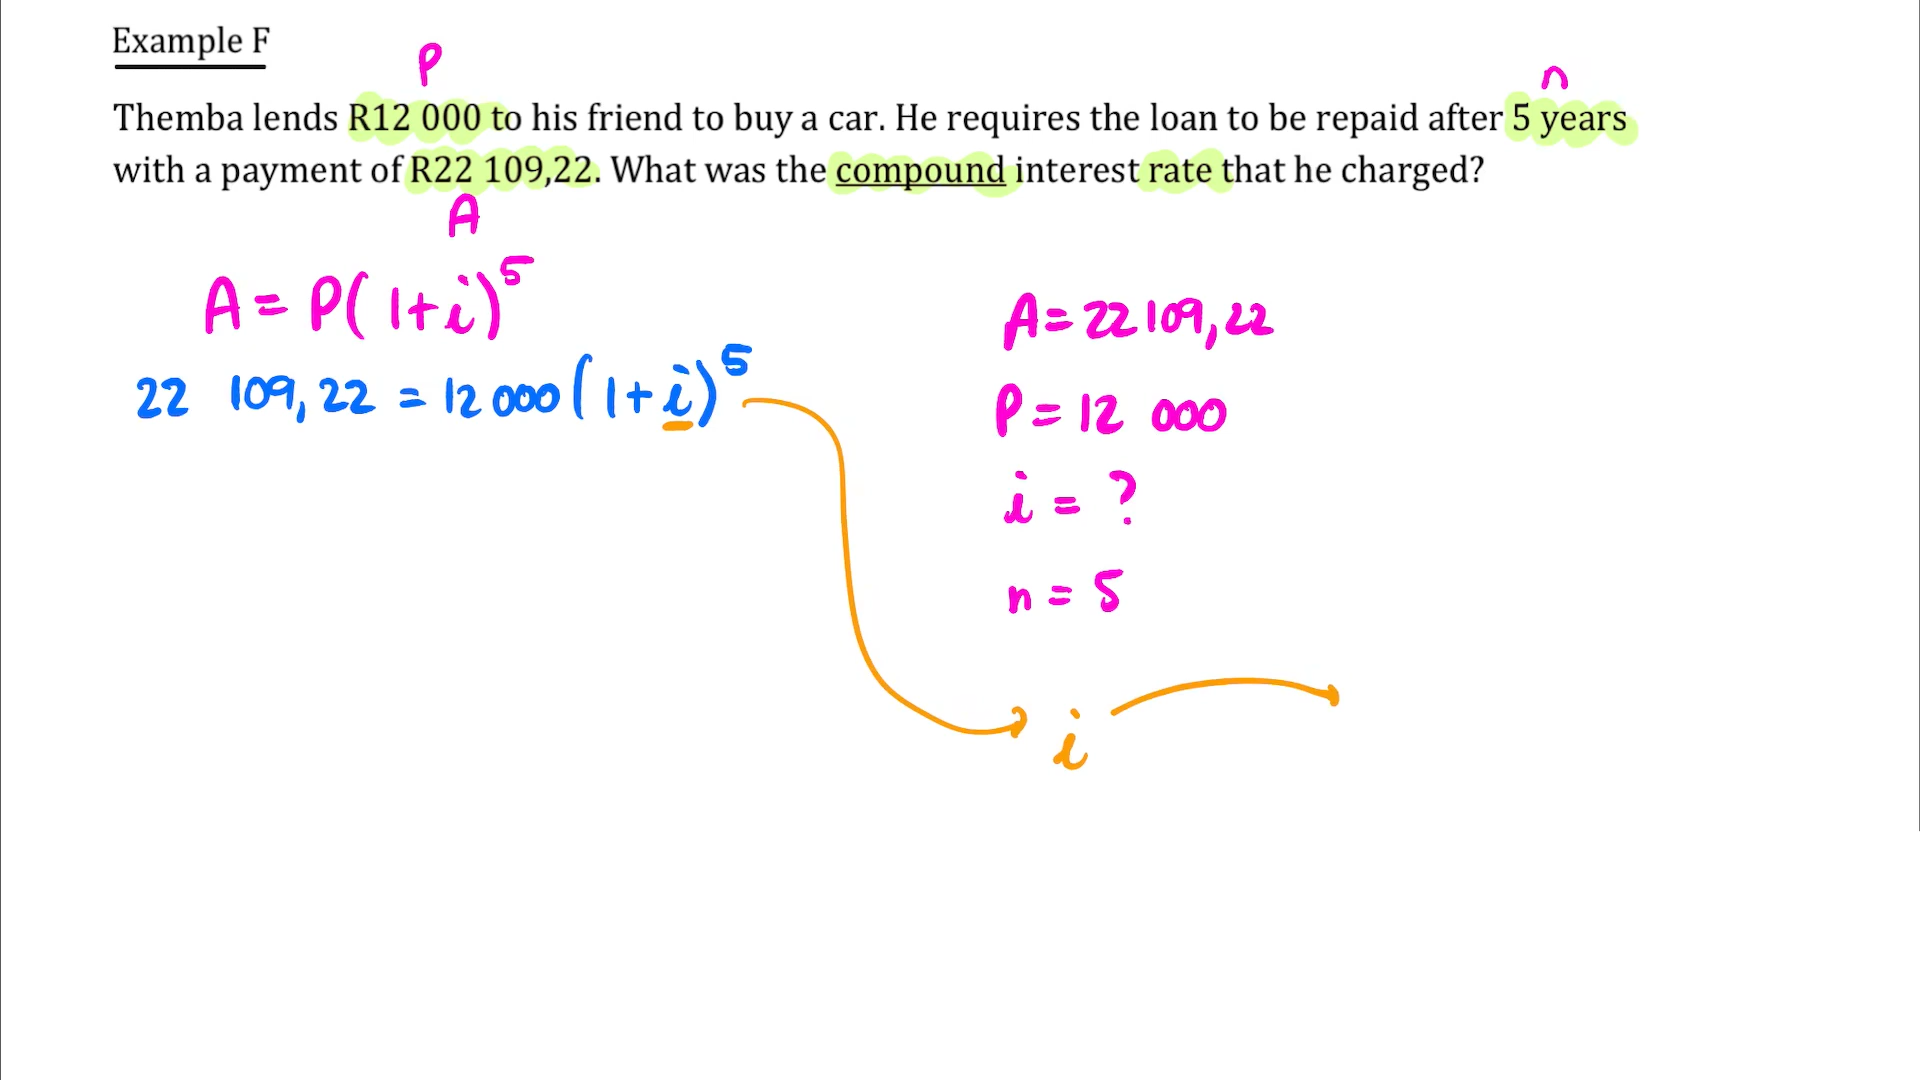 Example F
P
n
Themba lends R12 000 to his friend to buy a car. He requires the loan to be repaid after 5 years
with a payment of R22 109,22. What was the compound interest rate that he charged?
A
A = P(1+i)^5
22 109,22 = 12 000(1+i)^5
A = 22 109,22
P = 12 000
i = ?
n = 5
i